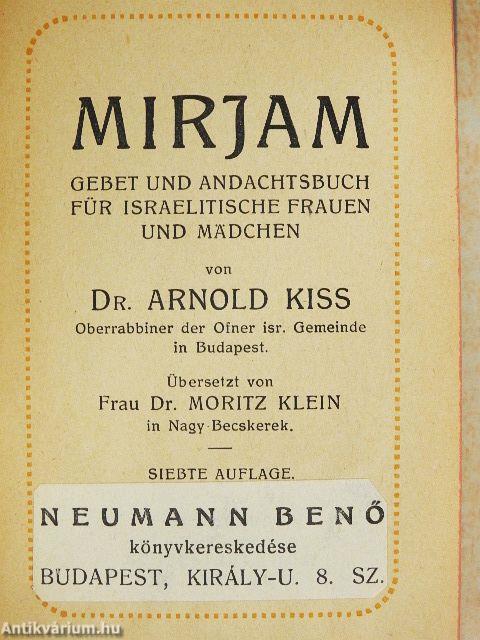 MIRJAM
GEBET UND ANDACHTSBUCH
FÜR ISRAELITISCHE FRAUEN
UND MÄDCHEN
von
DR. ARNOLD KISS
Oberrabbiner der Ofner isr. Gemeinde
in Budapest.
Übersetzt von
Frau Dr. MORITZ KLEIN
in Nagy-Becskerek.
SIEBTE AUFLAGE.
NEUMANN BENŐ
könyvkereskedése
BUDAPEST, KIRÁLY-U. 8. SZ.
Antikvárium.hu